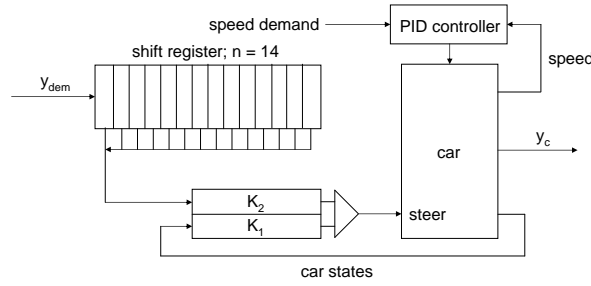 speed demand
PID controller
shift register; n = 14
speed
y_dem
car
y_c
K_2
steer
K_1
car states